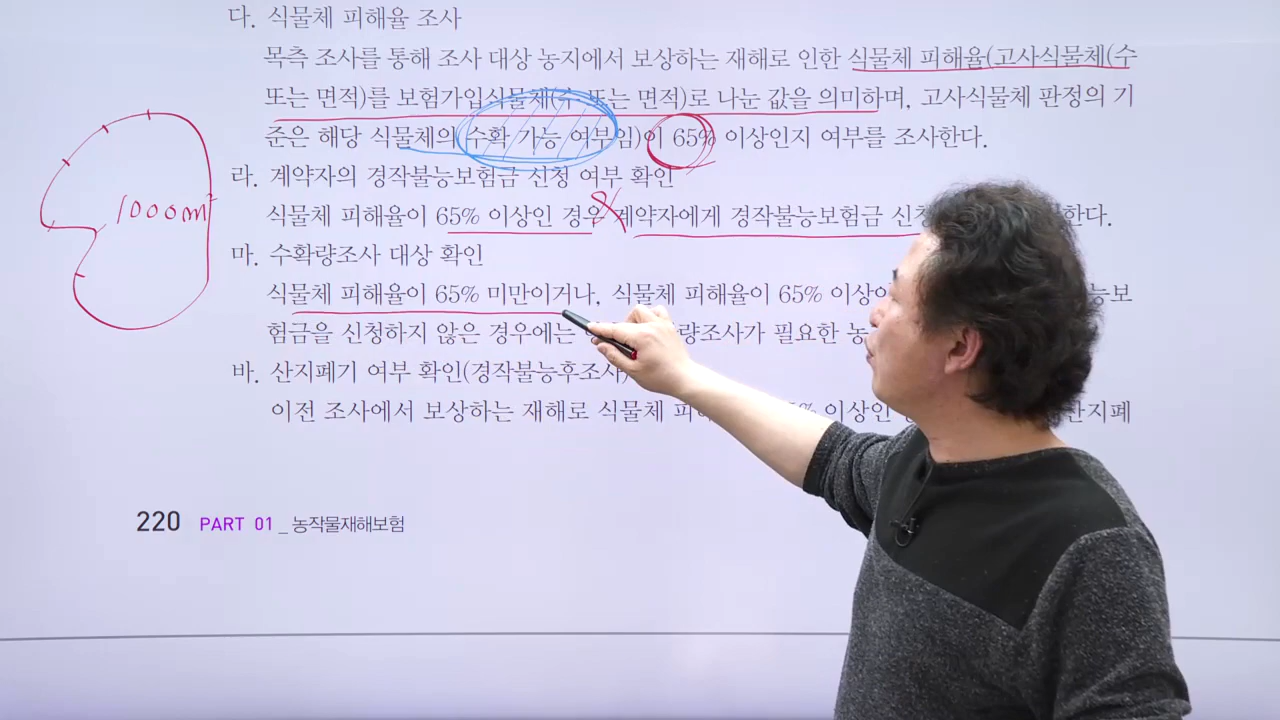 다. 식물체 피해율 조사
목측 조사를 통해 조사 대상 농지에서 보상하는 재해로 인한 식물체 피해율(고사식물체(수
또는 면적)를 보험가입식물체(수 또는 면적)로 나눈 값을 의미하며, 고사식물체 판정의 기
준은 해당 식물체의 수확 가능 여부임)이 65% 이상인지 여부를 조사한다.
라. 계약자의 경작불능보험금 신청 여부 확인
식물체 피해율이 65% 이상인 경우 계약자에게 경작불능보험금 신청 한다.
마. 수확량조사 대상 확인
식물체 피해율이 65% 미만이거나, 식물체 피해율이 65% 이상 능보
험금을 신청하지 않은 경우에는 량조사가 필요한
바. 산지폐기 여부 확인(경작불능후조사)
이전 조사에서 보상하는 재해로 식물체 피 이상인 산지폐
1000m²
220 PART 01 _ 농작물재해보험